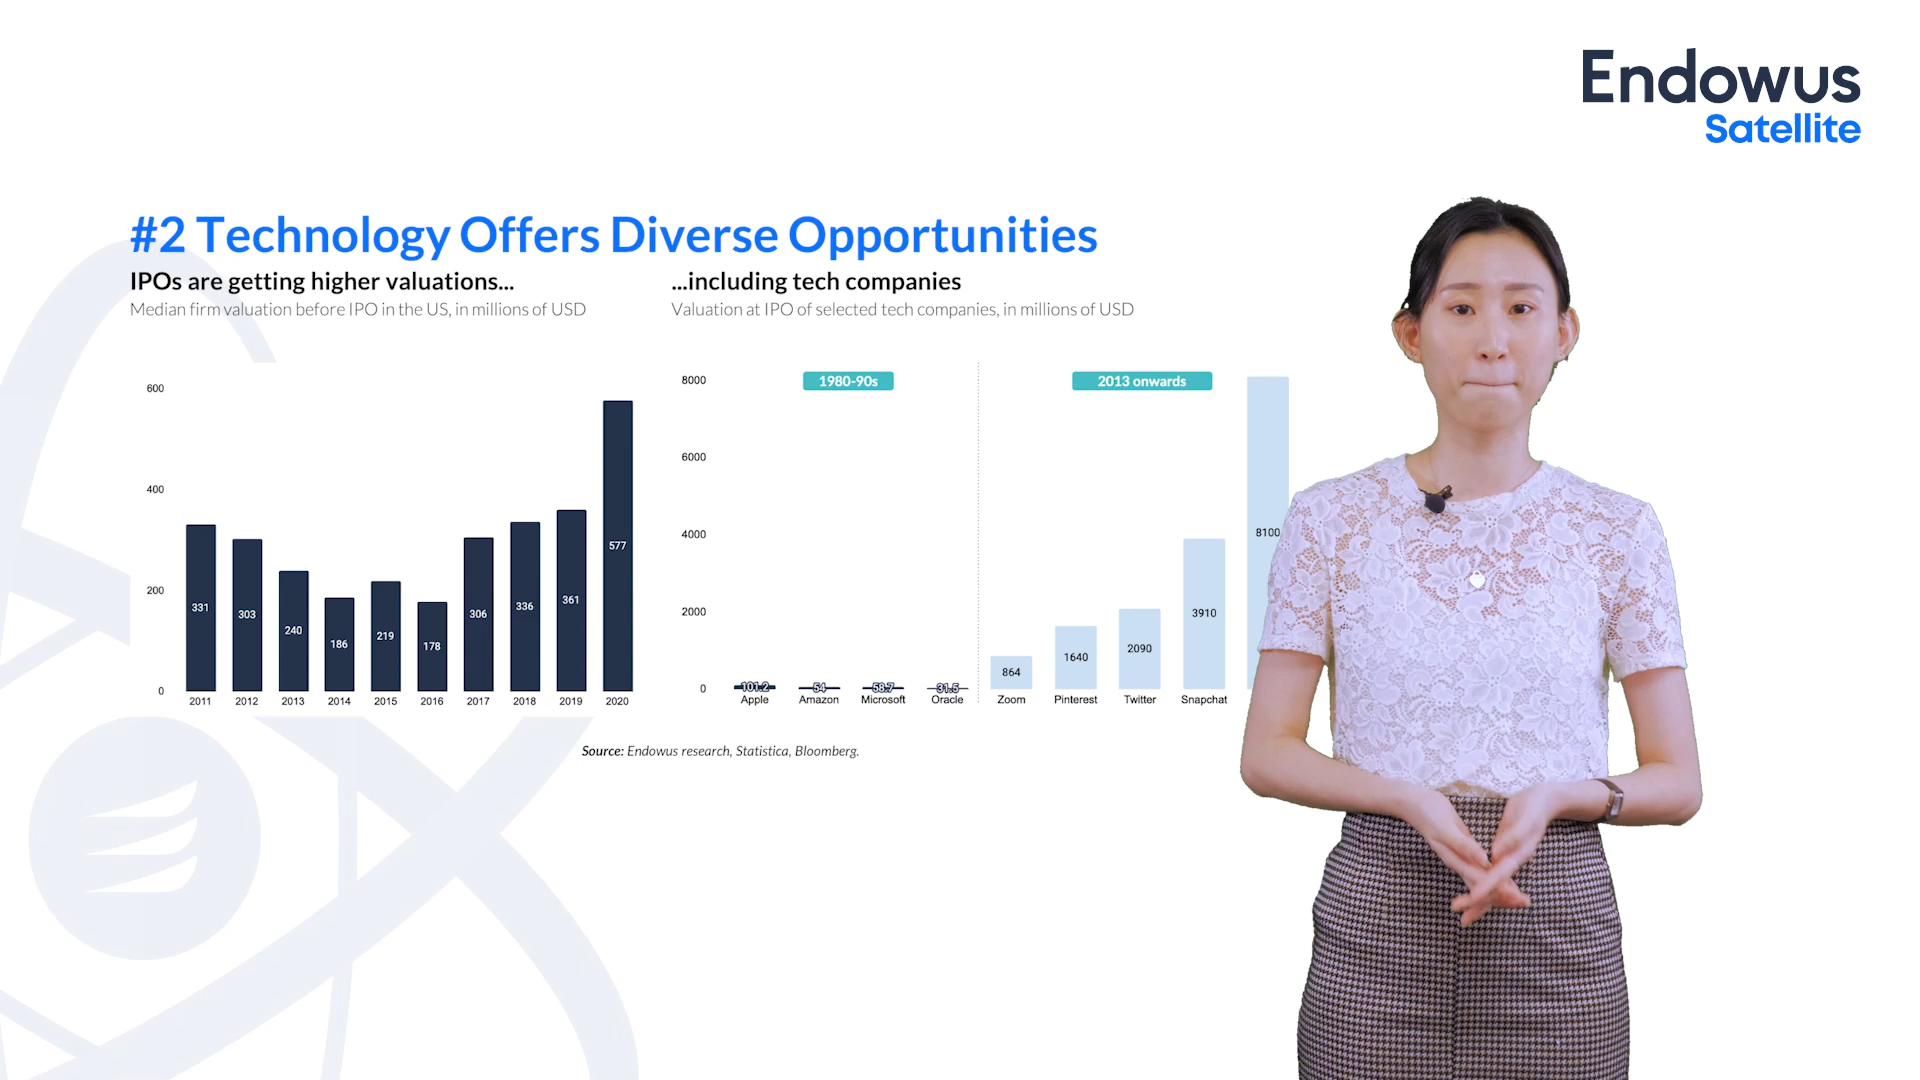 Endowus
Satellite
#2 Technology Offers Diverse Opportunities
IPOs are getting higher valuations...
Median firm valuation before IPO in the US, in millions of USD
600
400
200
0
331
303
240
186
219
178
306
336
361
577
2011 2012 2013 2014 2015 2016 2017 2018 2019 2020
...including tech companies
Valuation at IPO of selected tech companies, in millions of USD
8000
6000
4000
2000
0
1980-90s
2013 onwards
101.2
54
58.7
31.5
864
1640
2090
3910
8100
Apple Amazon Microsoft Oracle Zoom Pinterest Twitter Snapchat
Source: Endowus research, Statistica, Bloomberg.